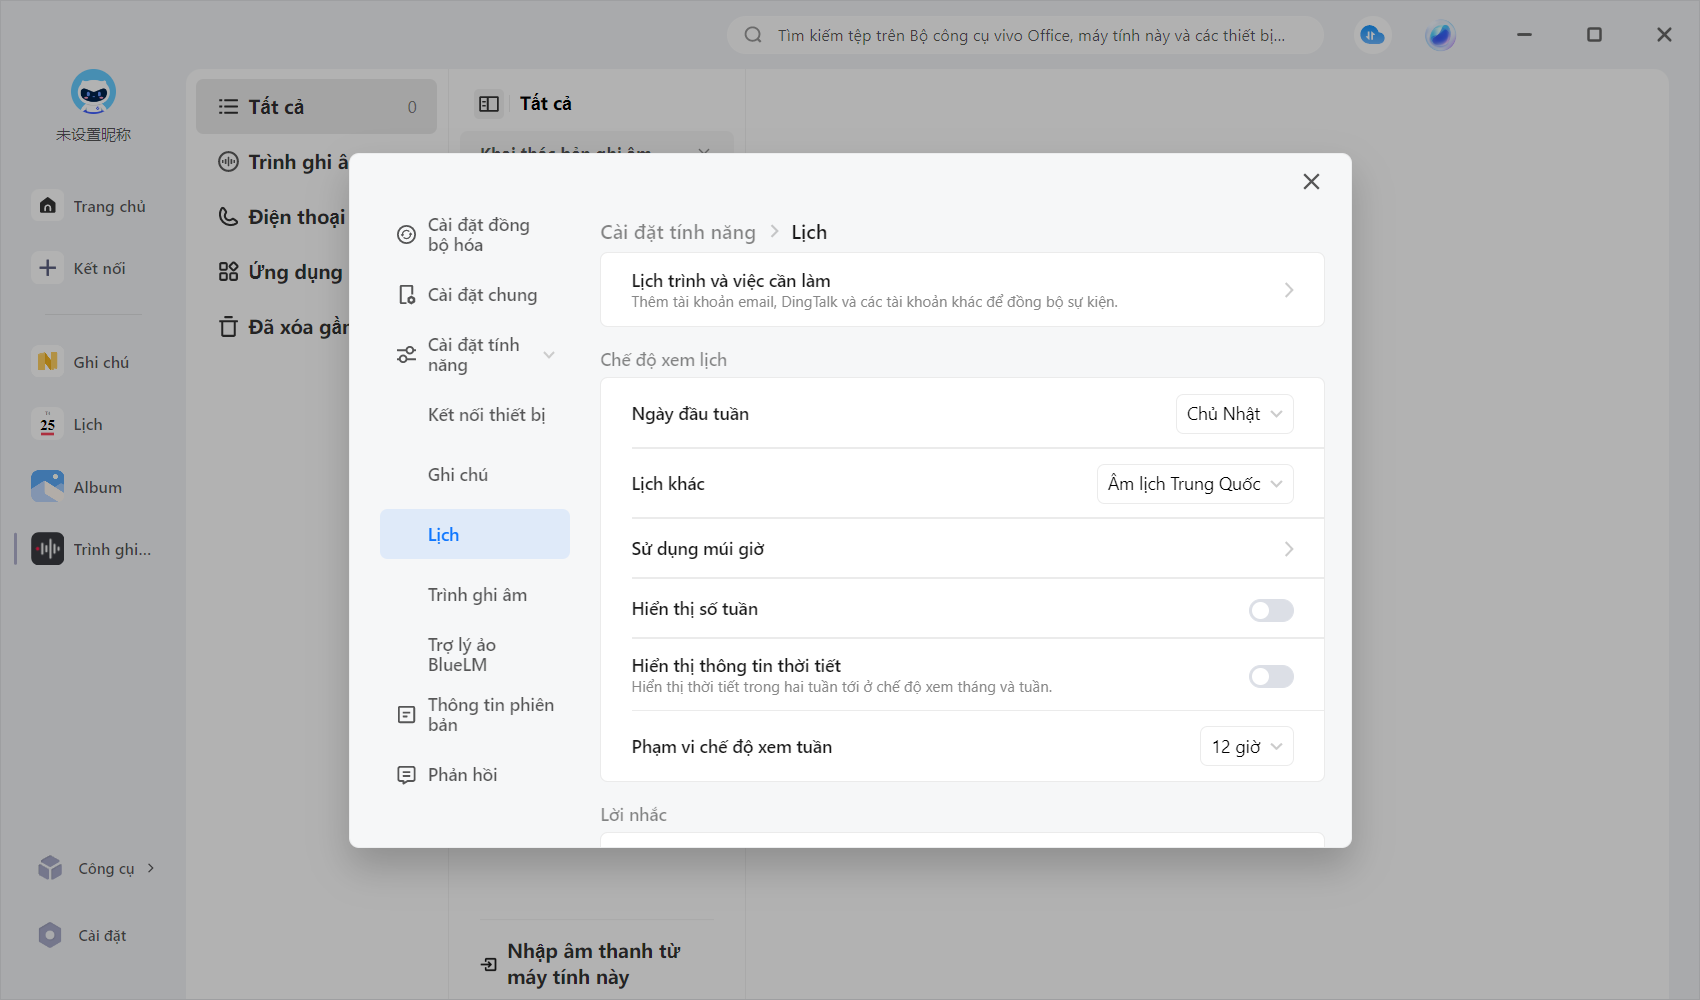 Tìm kiếm tệp trên Bộ công cụ vivo Office, máy tính này và các thiết bị...
未设置昵称
Trang chủ
Kết nối
Ghi chú
25
Lịch
Album
Trình ghi...
Công cụ
Cài đặt
Tất cả
0
Trình ghi â
Điện thoại
Ứng dụng
Đã xóa gần
Tất cả
Khai thác bản ghi âm
Nhập âm thanh từ
máy tính này
Cài đặt đồng
bộ hóa
Cài đặt chung
Cài đặt tính
năng
Kết nối thiết bị
Ghi chú
Lịch
Trình ghi âm
Trợ lý ảo
BlueLM
Thông tin phiên
bản
Phản hồi
Cài đặt tính năng
Lịch
Lịch trình và việc cần làm
Thêm tài khoản email, DingTalk và các tài khoản khác để đồng bộ sự kiện.
Chế độ xem lịch
Ngày đầu tuần
Chủ Nhật
Lịch khác
Âm lịch Trung Quốc
Sử dụng múi giờ
Hiển thị số tuần
Hiển thị thông tin thời tiết
Hiển thị thời tiết trong hai tuần tới ở chế độ xem tháng và tuần.
Phạm vi chế độ xem tuần
12 giờ
Lời nhắc